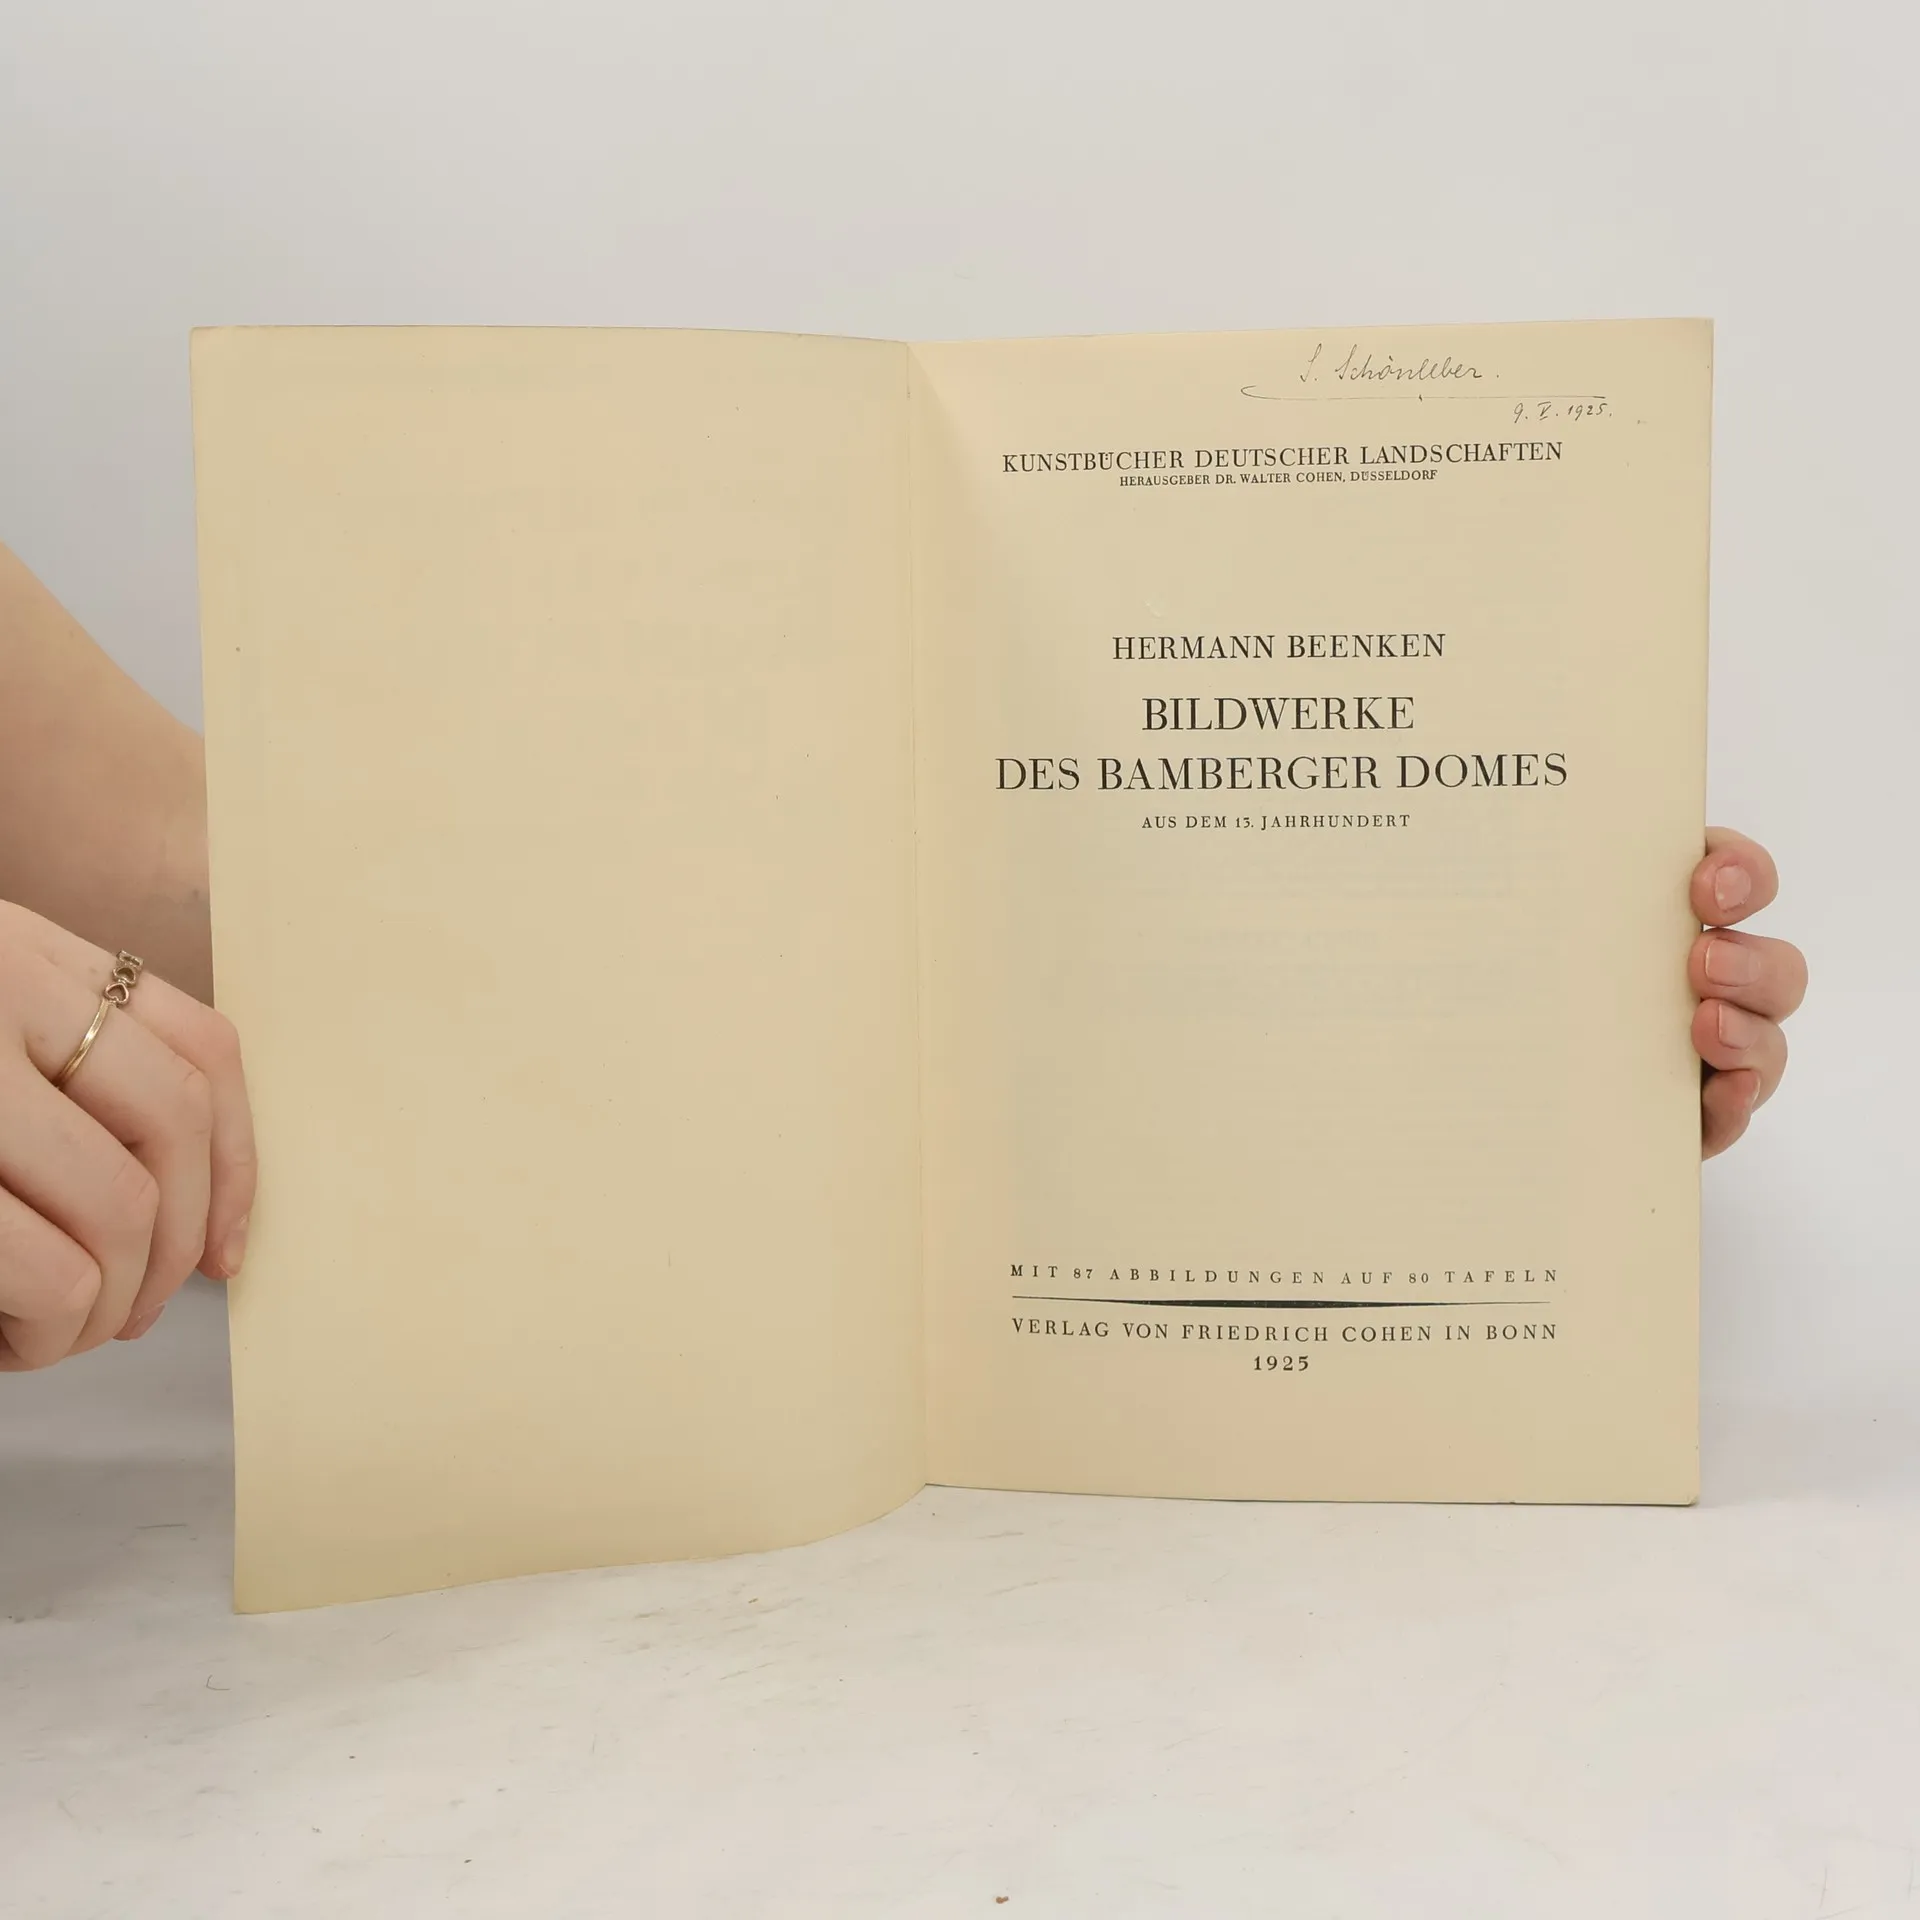 S. Schönleber.
9. V. 1925.
KUNSTBÜCHER DEUTSCHER LANDSCHAFTEN
HERAUSGEBER DR. WALTER COHEN, DÜSSELDORF
HERMANN BEENKEN
BILDWERKE
DES BAMBERGER DOMES
AUS DEM 13. JAHRHUNDERT
MIT 87 ABBILDUNGEN AUF 80 TAFELN
VERLAG VON FRIEDRICH COHEN IN BONN
1925